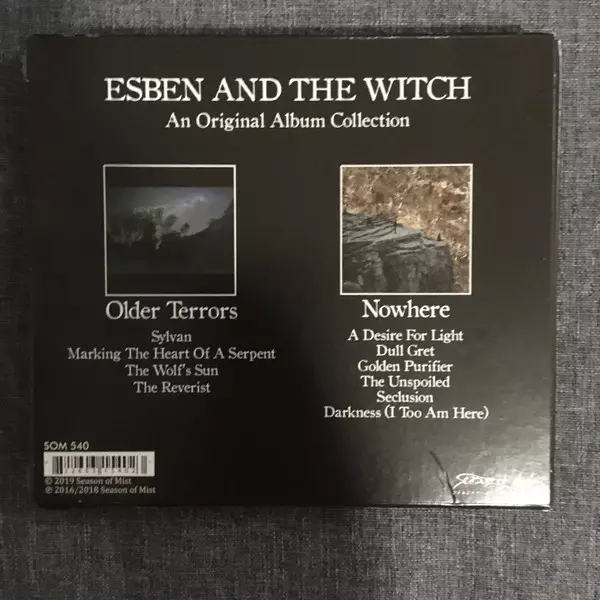 ESBEN AND THE WITCH
An Original Album Collection
Older Terrors
Sylvan
Marking The Heart Of A Serpent
The Wolf's Sun
The Reverist
Nowhere
A Desire For Light
Dull Gret
Golden Purifier
The Unspoiled
Seclusion
Darkness (I Too Am Here)
SOM 540
© 2019 Season of Mist
℗ 2016/2018 Season of Mist